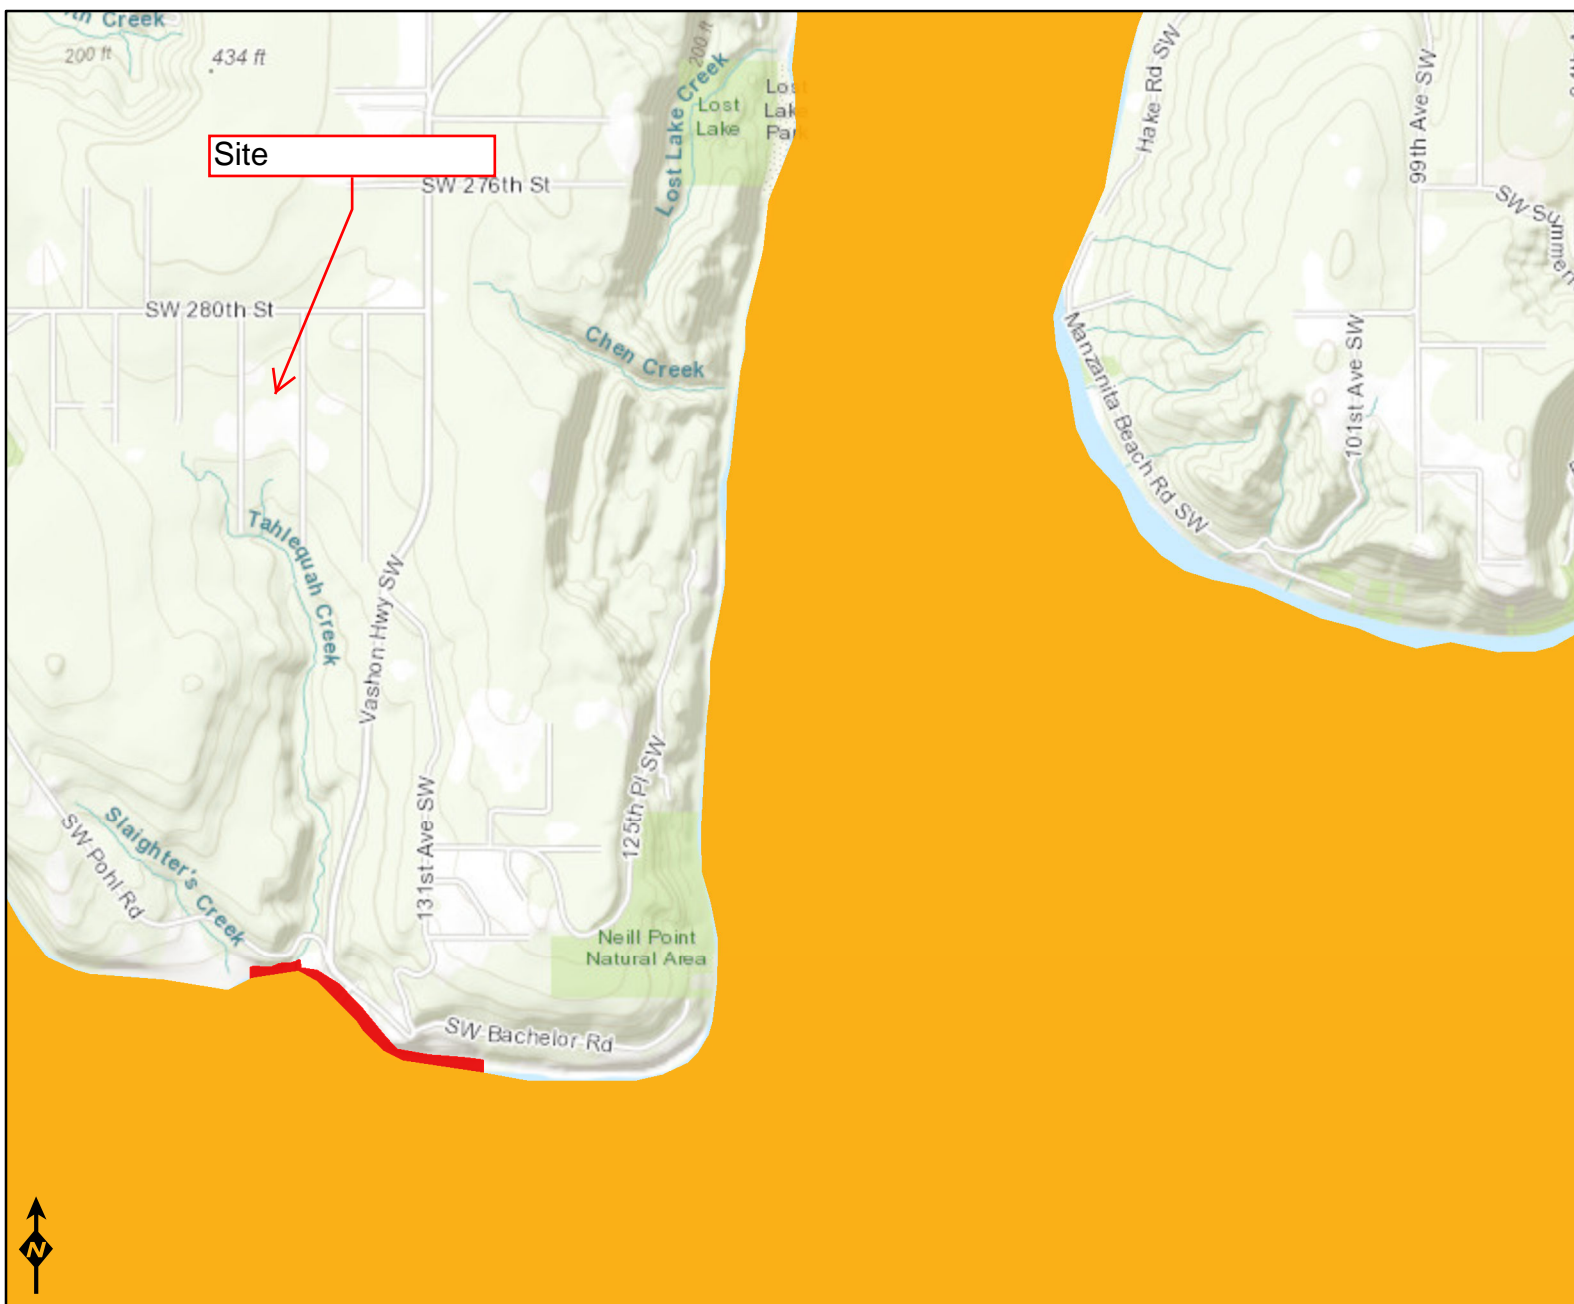 Creek
200 ft
434 ft
200 ft
Lost Lake Creek
Lost
Lake
Lost
Lake
Park
Site
SW 276th St
SW 280th St
Chen Creek
Tahlequah Creek
Vashon Hwy SW
131st Ave SW
125th Pl SW
SW Pohl Rd
Slaighter's Creek
Neill Point
Natural Area
SW Bachelor Rd
Hake Rd SW
99th Ave SW
SW Summer
Manzanita Beach Rd SW
101st Ave SW
N